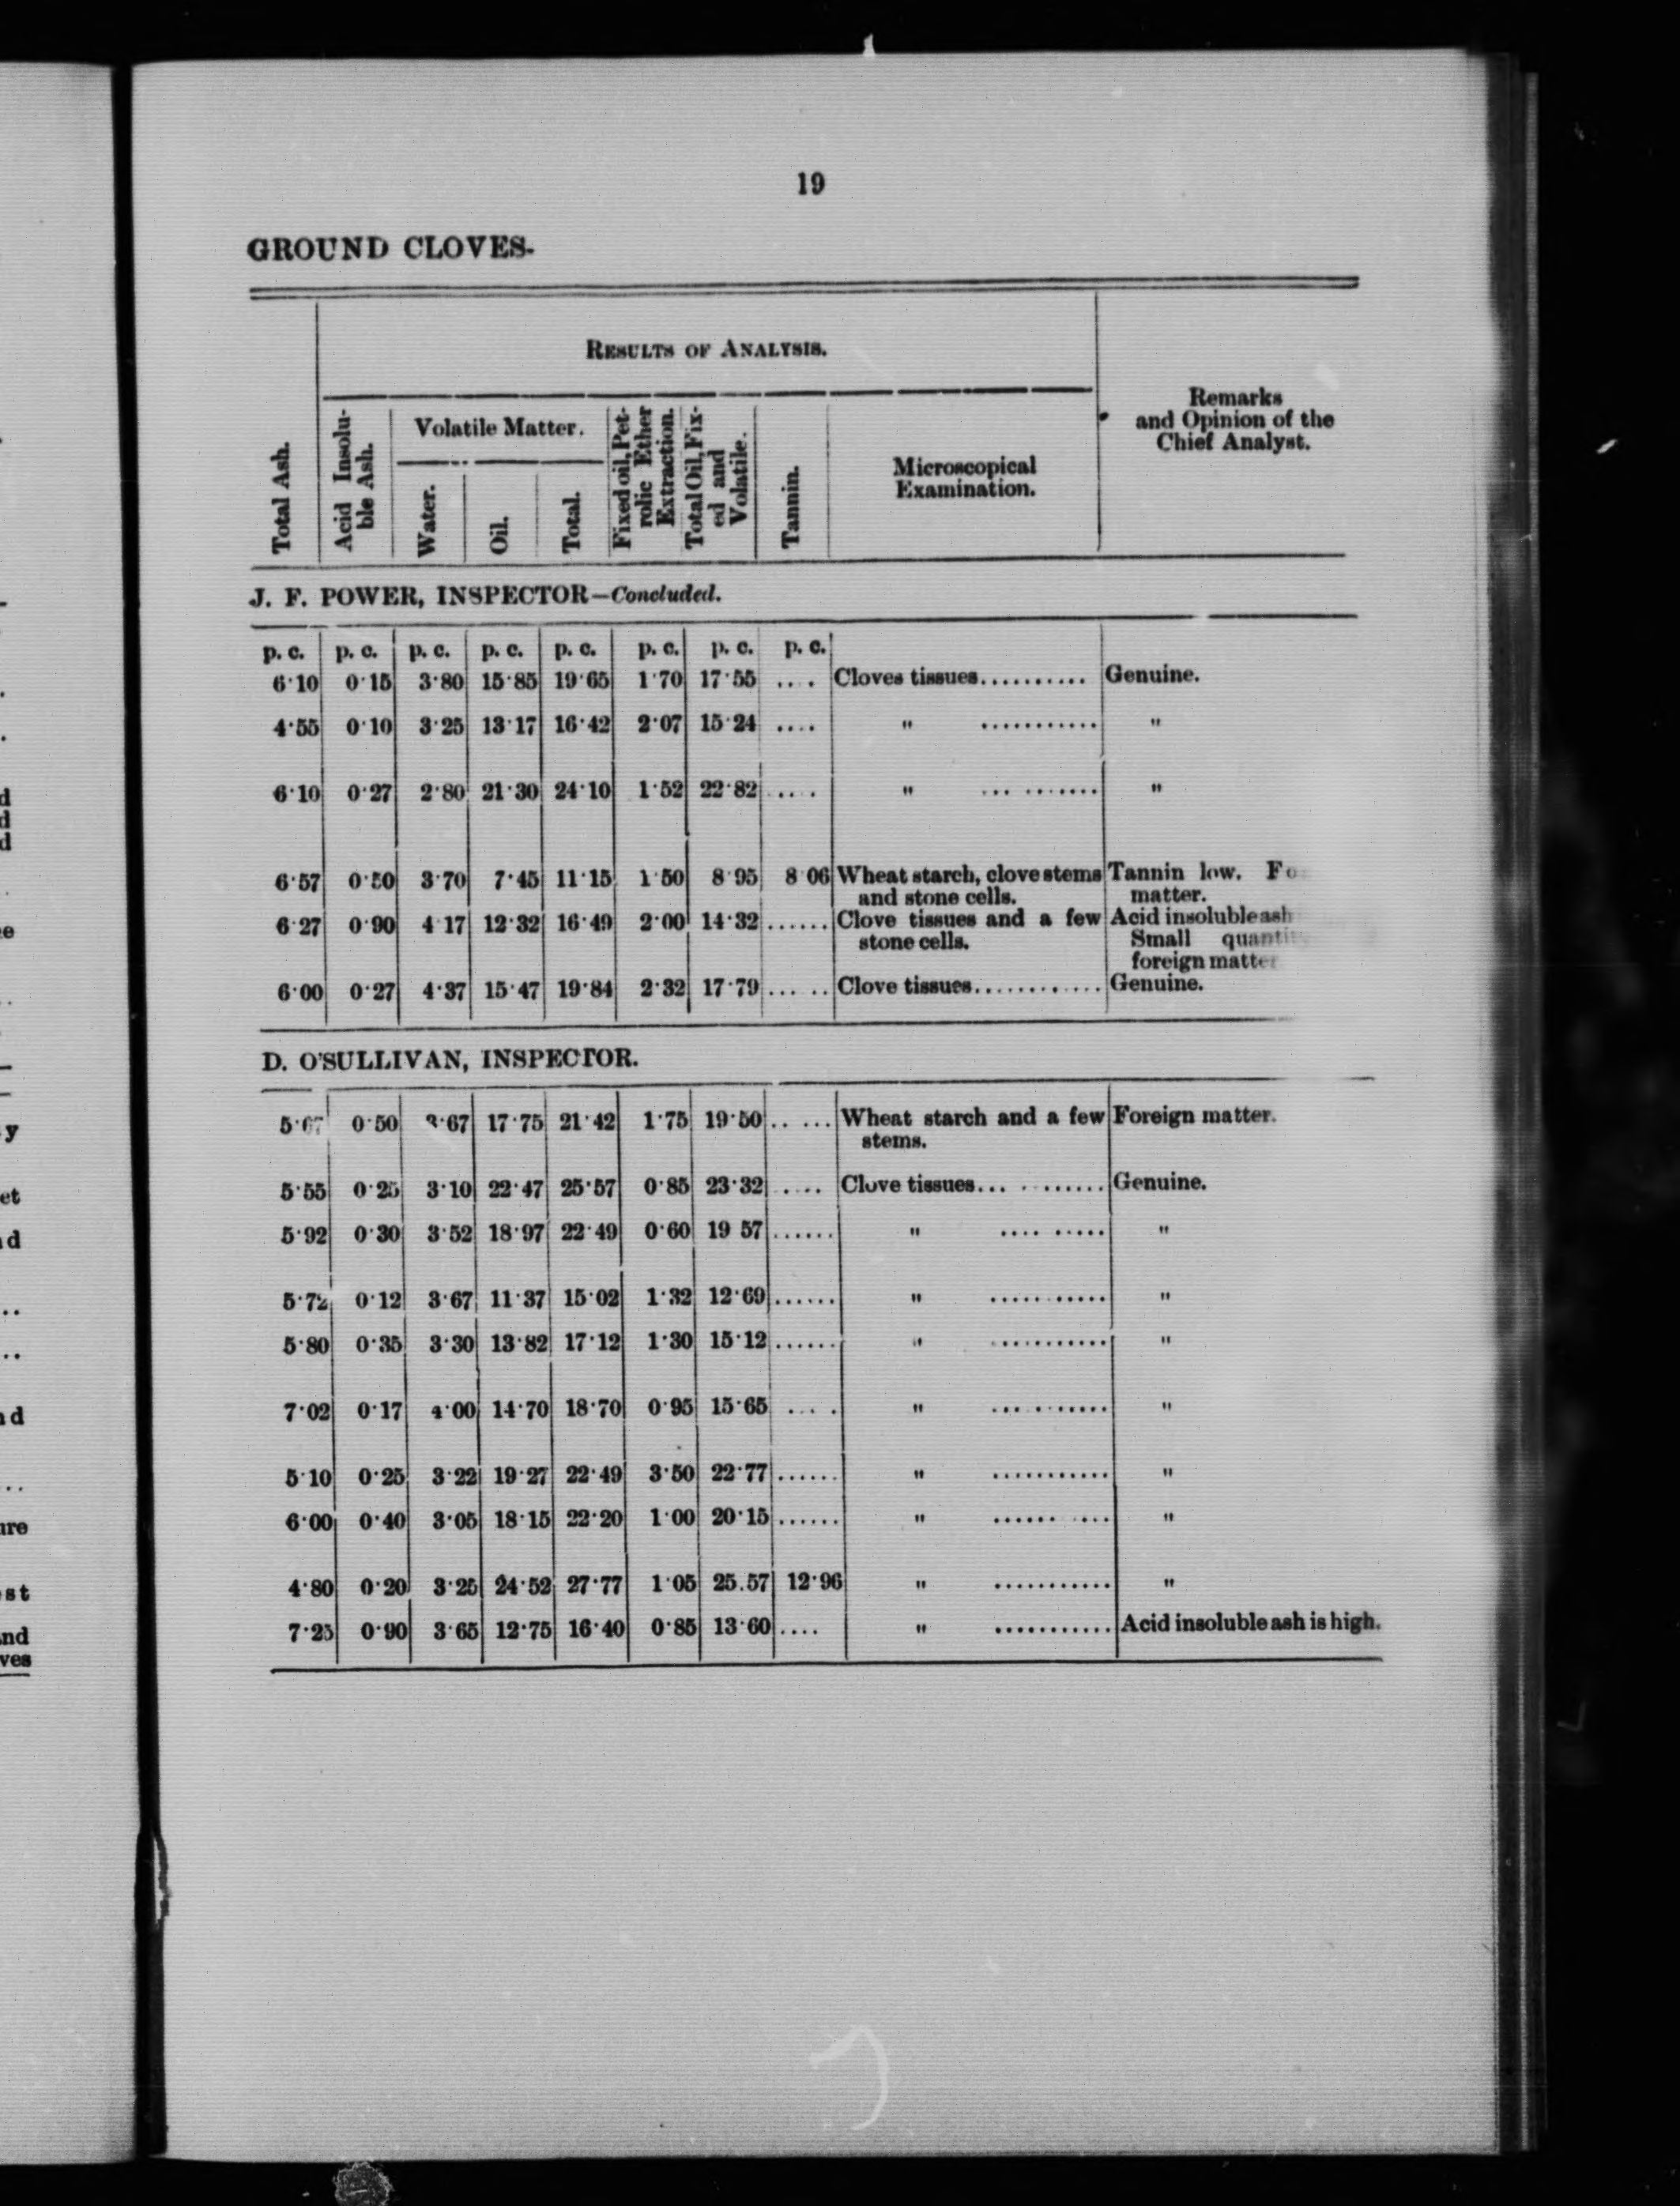 19
GROUND CLOVES.
RESULTS OF ANALYSIS.
Remarks
and Opinion of the
Chief Analyst.
Total Ash.
Acid Insolu-
ble Ash.
Volatile Matter.
Water.
Oil.
Total.
Fixed oil, Pet-
rolic Ether
Extraction.
Total Oil, Fix-
ed and
Volatile.
Tannin.
Microscopical
Examination.
J. F. POWER, INSPECTOR—Concluded.
p. c. p. c. p. c. p. c. p. c. p. c. p. c. p. c.
6·10 0·15 3·80 15·85 19·65 1·70 17·55 .... Cloves tissues.......... Genuine.
4·55 0·10 3·25 13·17 16·42 2·07 15·24 .... " ........... "
6·10 0·27 2·80 21·30 24·10 1·52 22·82 ..... " ... ........ "
6·57 0·50 3·70 7·45 11·15 1·50 8·95 8 06 Wheat starch, clove stems Tannin low.
and stone cells. matter.
6·27 0·90 4 17 12·32 16·49 2·00 14·32 ...... Clove tissues and a few Acid insoluble ash
stone cells. Small quantity
foreign matter
6·00 0·27 4·37 15·47 19·84 2·32 17·79 ... .. Clove tissues............ Genuine.
D. O'SULLIVAN, INSPECTOR.
5·67 0·50 3·67 17·75 21·42 1·75 19·50 .. ... Wheat starch and a few Foreign matter.
stems.
5·55 0·25 3·10 22·47 25·57 0·85 23·32 .... Clove tissues... ........ Genuine.
5·92 0·30 3·52 18·97 22·49 0·60 19 57 ...... " .... ..... "
5·72 0·12 3·67 11·37 15·02 1·32 12·69 ...... " ........... "
5·80 0·35 3·30 13·82 17·12 1·30 15·12 ...... " ........... "
7·02 0·17 4·00 14·70 18·70 0·95 15·65 .... " ... ....... "
5·10 0·25 3·22 19·27 22·49 3·50 22·77 ...... " ........... "
6·00 0·40 3·05 18·15 22·20 1·00 20·15 ...... " ...... .... "
4·80 0·20 3·25 24·52 27·77 1·05 25.57 12·96 " ........... "
7·25 0·90 3·65 12·75 16·40 0·85 13·60 .... " ........... Acid insoluble ash is high.